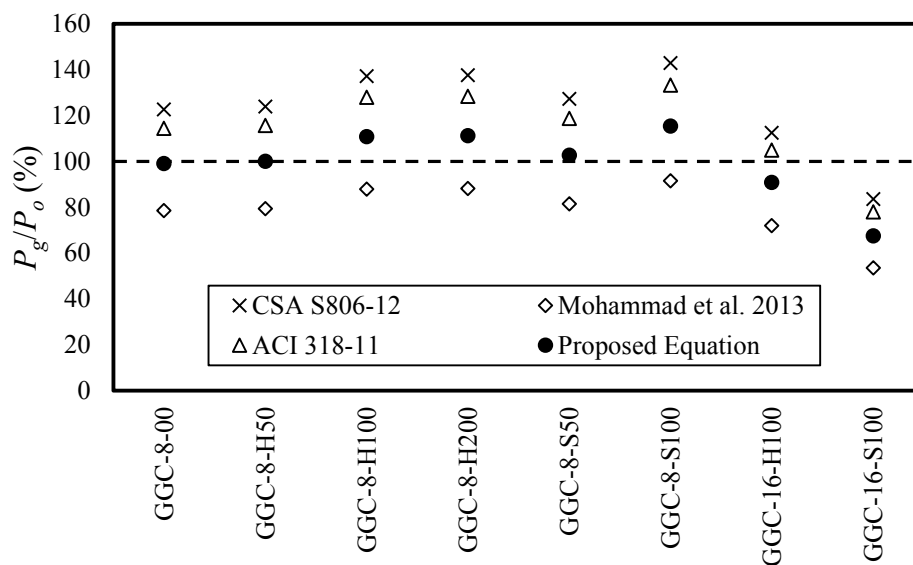 160
140
120
100
80
60
40
20
0
Pg/Po (%)
CSA S806-12
Mohammad et al. 2013
ACI 318-11
Proposed Equation
GGC-8-00
GGC-8-H50
GGC-8-H100
GGC-8-H200
GGC-8-S50
GGC-8-S100
GGC-16-H100
GGC-16-S100